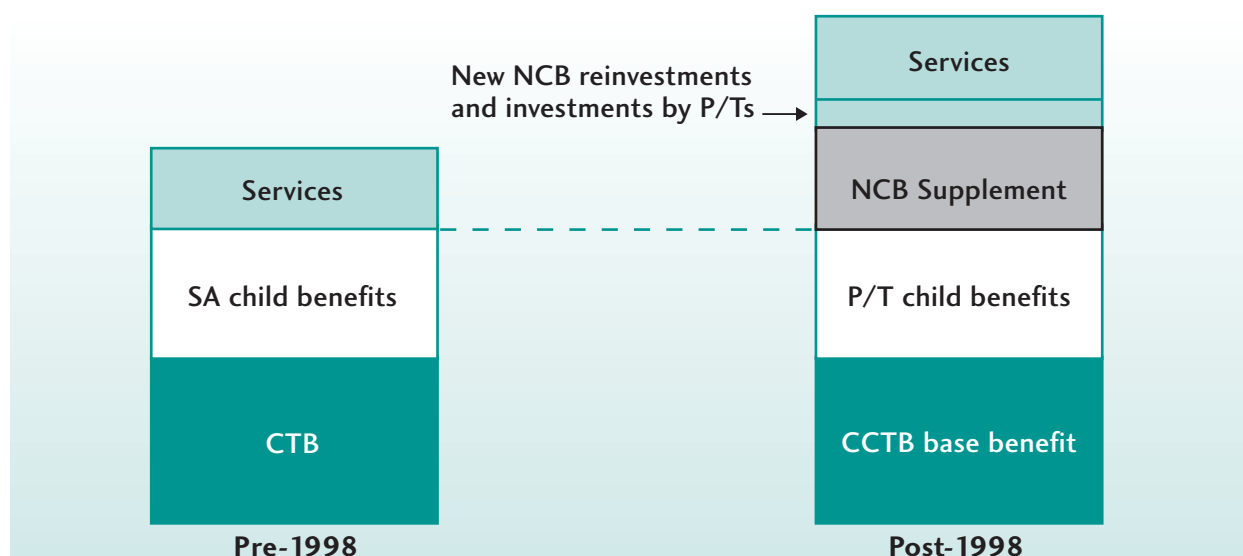 Services
New NCB reinvestments
and investments by P/Ts
Services
NCB Supplement
SA child benefits
P/T child benefits
CTB
CCTB base benefit
Pre-1998
Post-1998